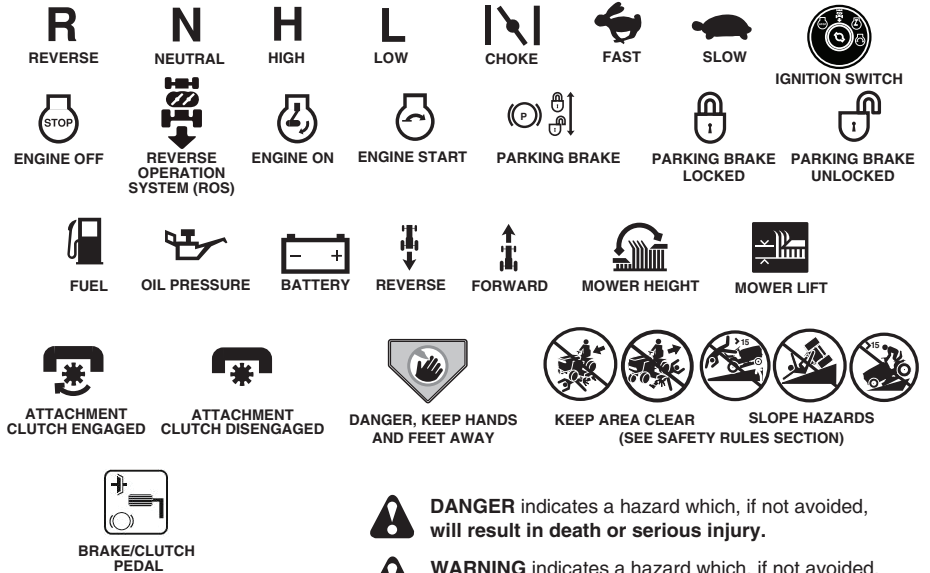 R N H L
REVERSE NEUTRAL HIGH LOW CHOKE FAST SLOW
IGNITION SWITCH
STOP
P
ENGINE OFF REVERSE OPERATION SYSTEM (ROS) ENGINE ON ENGINE START PARKING BRAKE PARKING BRAKE LOCKED PARKING BRAKE UNLOCKED
- +
FUEL OIL PRESSURE BATTERY REVERSE FORWARD MOWER HEIGHT MOWER LIFT
>15 >15
ATTACHMENT
CLUTCH ENGAGED
ATTACHMENT
CLUTCH DISENGAGED
DANGER, KEEP HANDS
AND FEET AWAY
KEEP AREA CLEAR SLOPE HAZARDS
(SEE SAFETY RULES SECTION)
BRAKE/CLUTCH
PEDAL
DANGER indicates a hazard which, if not avoided,
will result in death or serious injury.
WARNING indicates a hazard which, if not avoided,